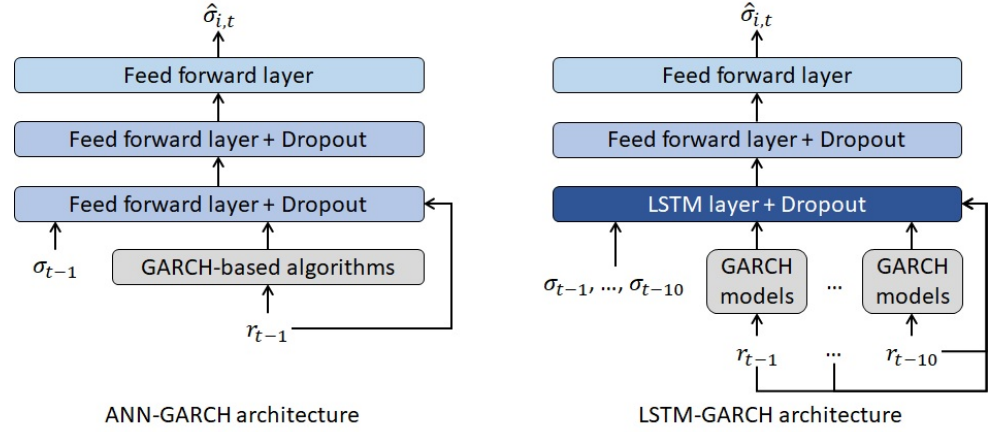 σ̂ᵢ,ₜ
Feed forward layer
Feed forward layer + Dropout
Feed forward layer + Dropout
σₜ₋₁
GARCH-based algorithms
rₜ₋₁
ANN-GARCH architecture
σ̂ᵢ,ₜ
Feed forward layer
Feed forward layer + Dropout
LSTM layer + Dropout
σₜ₋₁, ..., σₜ₋₁₀
GARCH
models
...
GARCH
models
rₜ₋₁
...
rₜ₋₁₀
LSTM-GARCH architecture